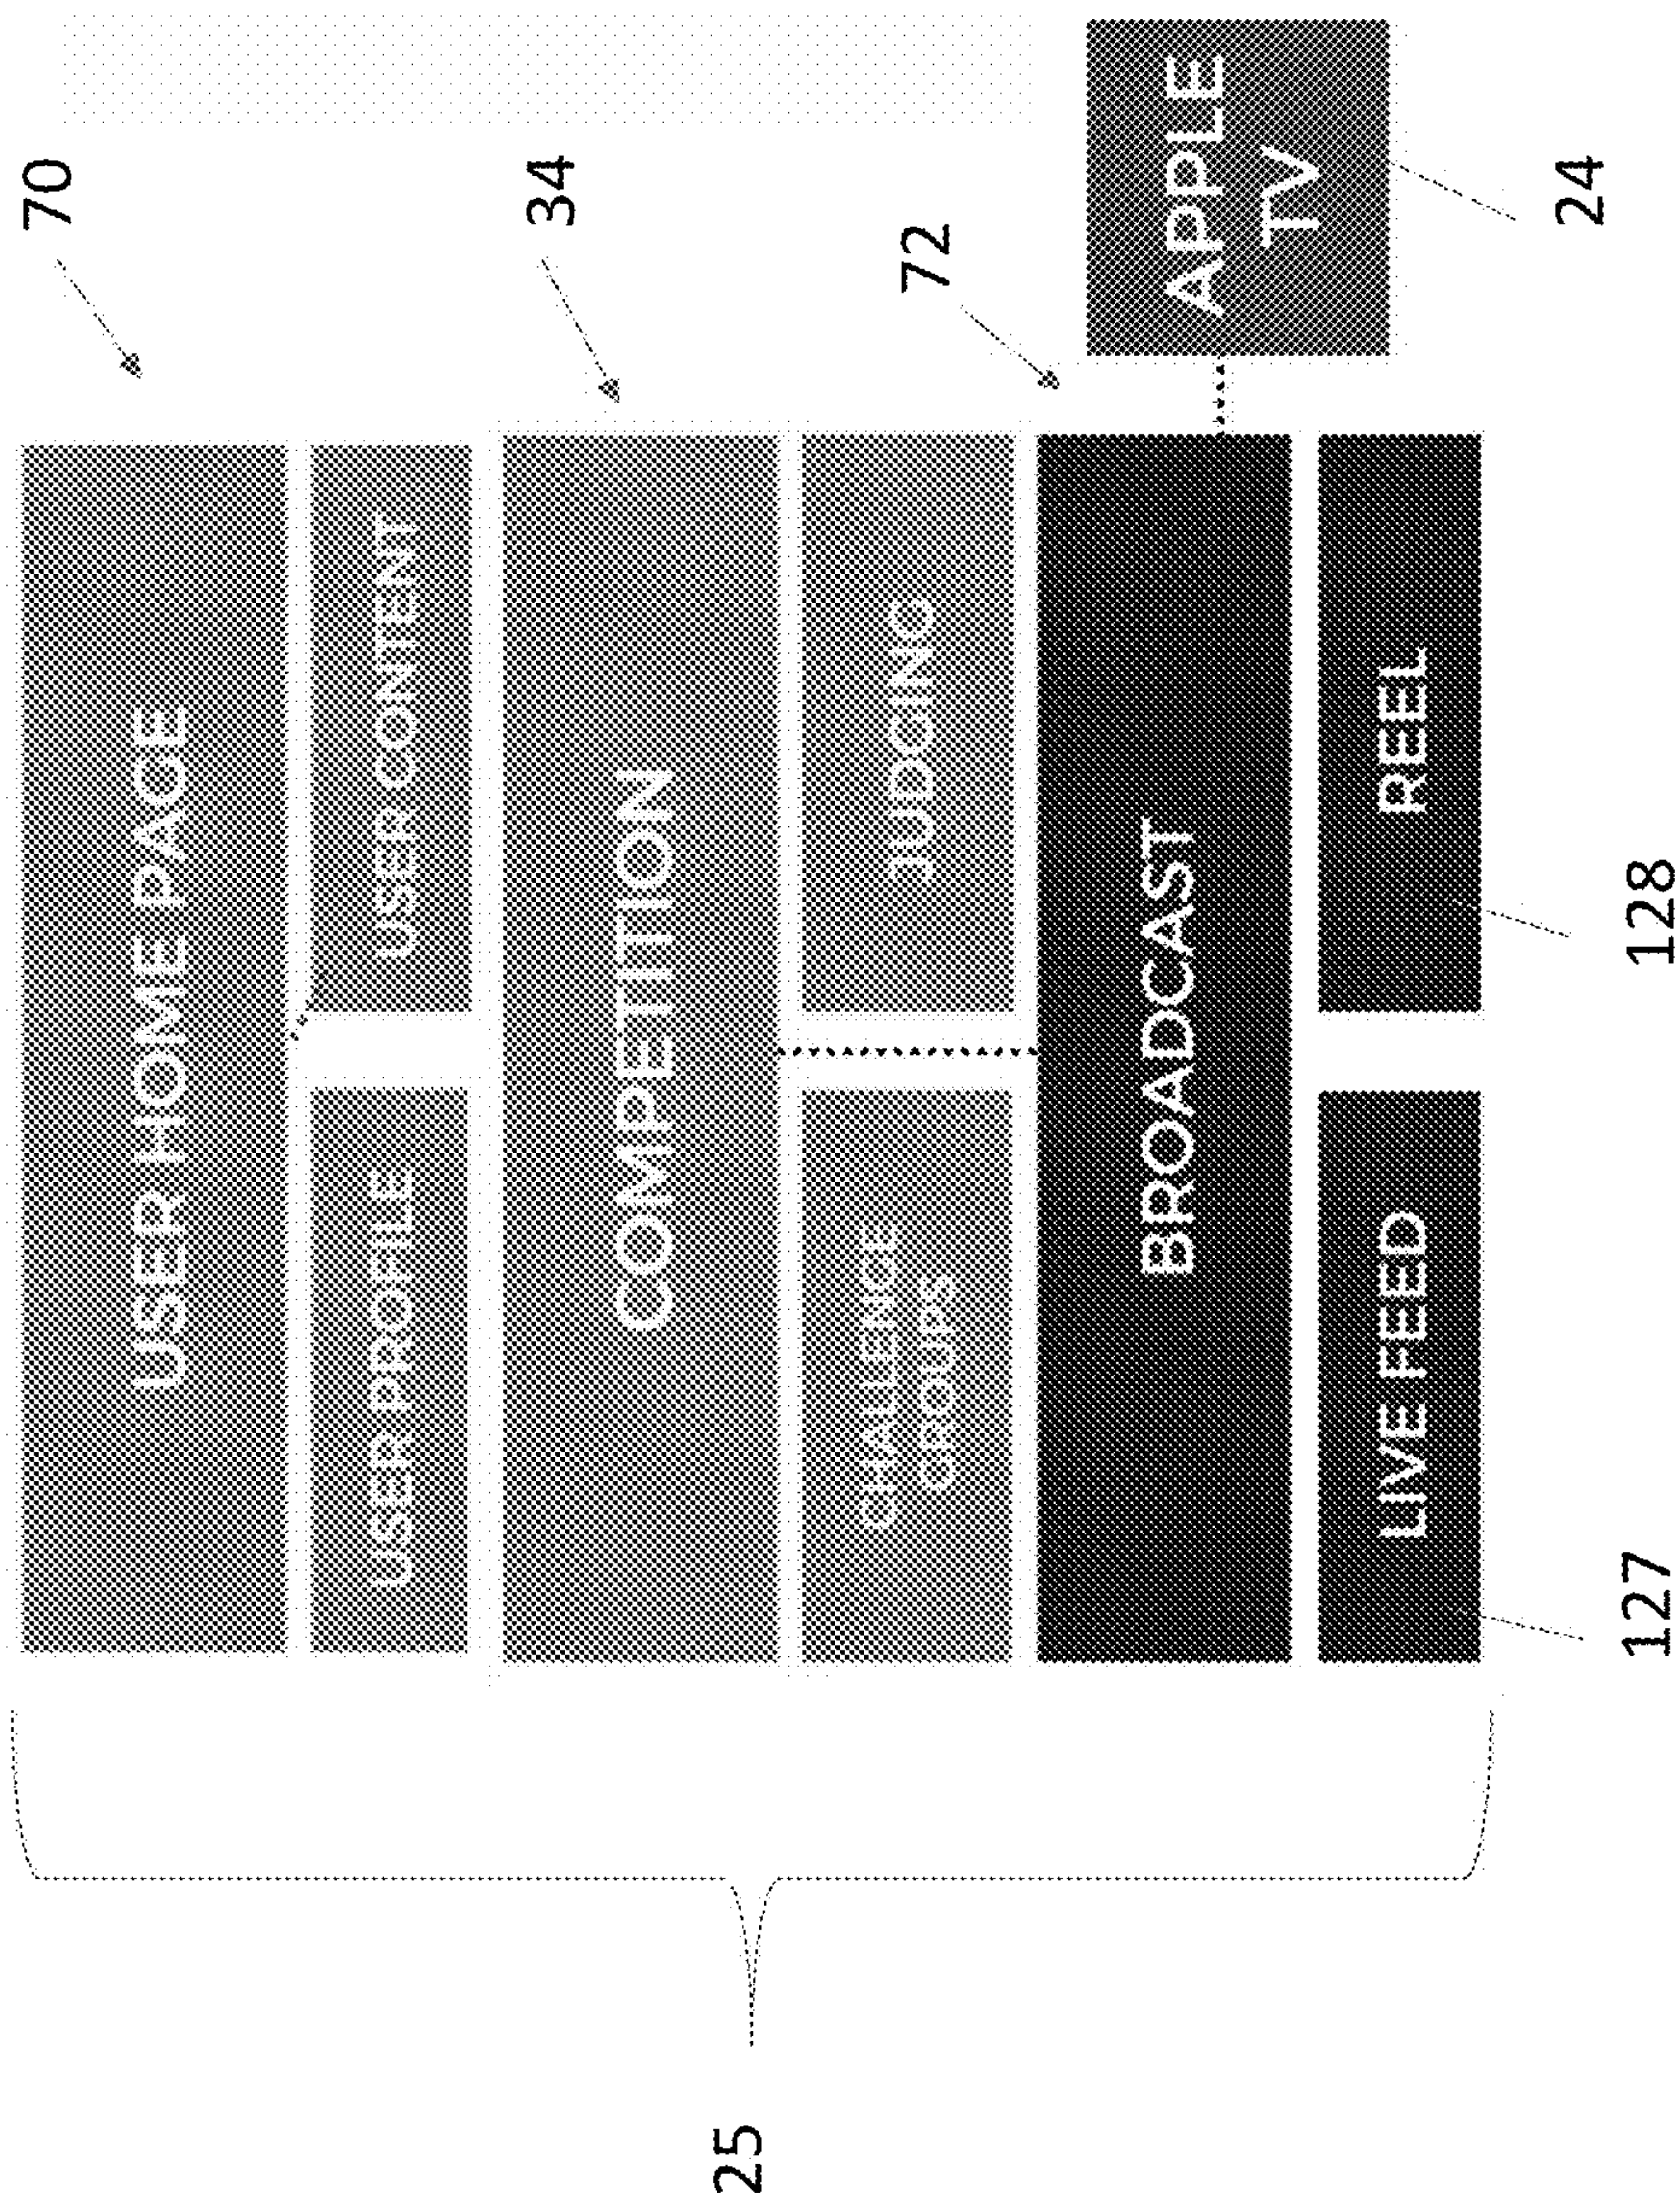 70
USER HOME PAGE
USER PROFILE
USER CONTENT
34
COMPETITION
CHALLENGE
GROUPS
JUDGING
72
BROADCAST
APPLE
TV
24
LIVE FEED
REEL
127
128
25